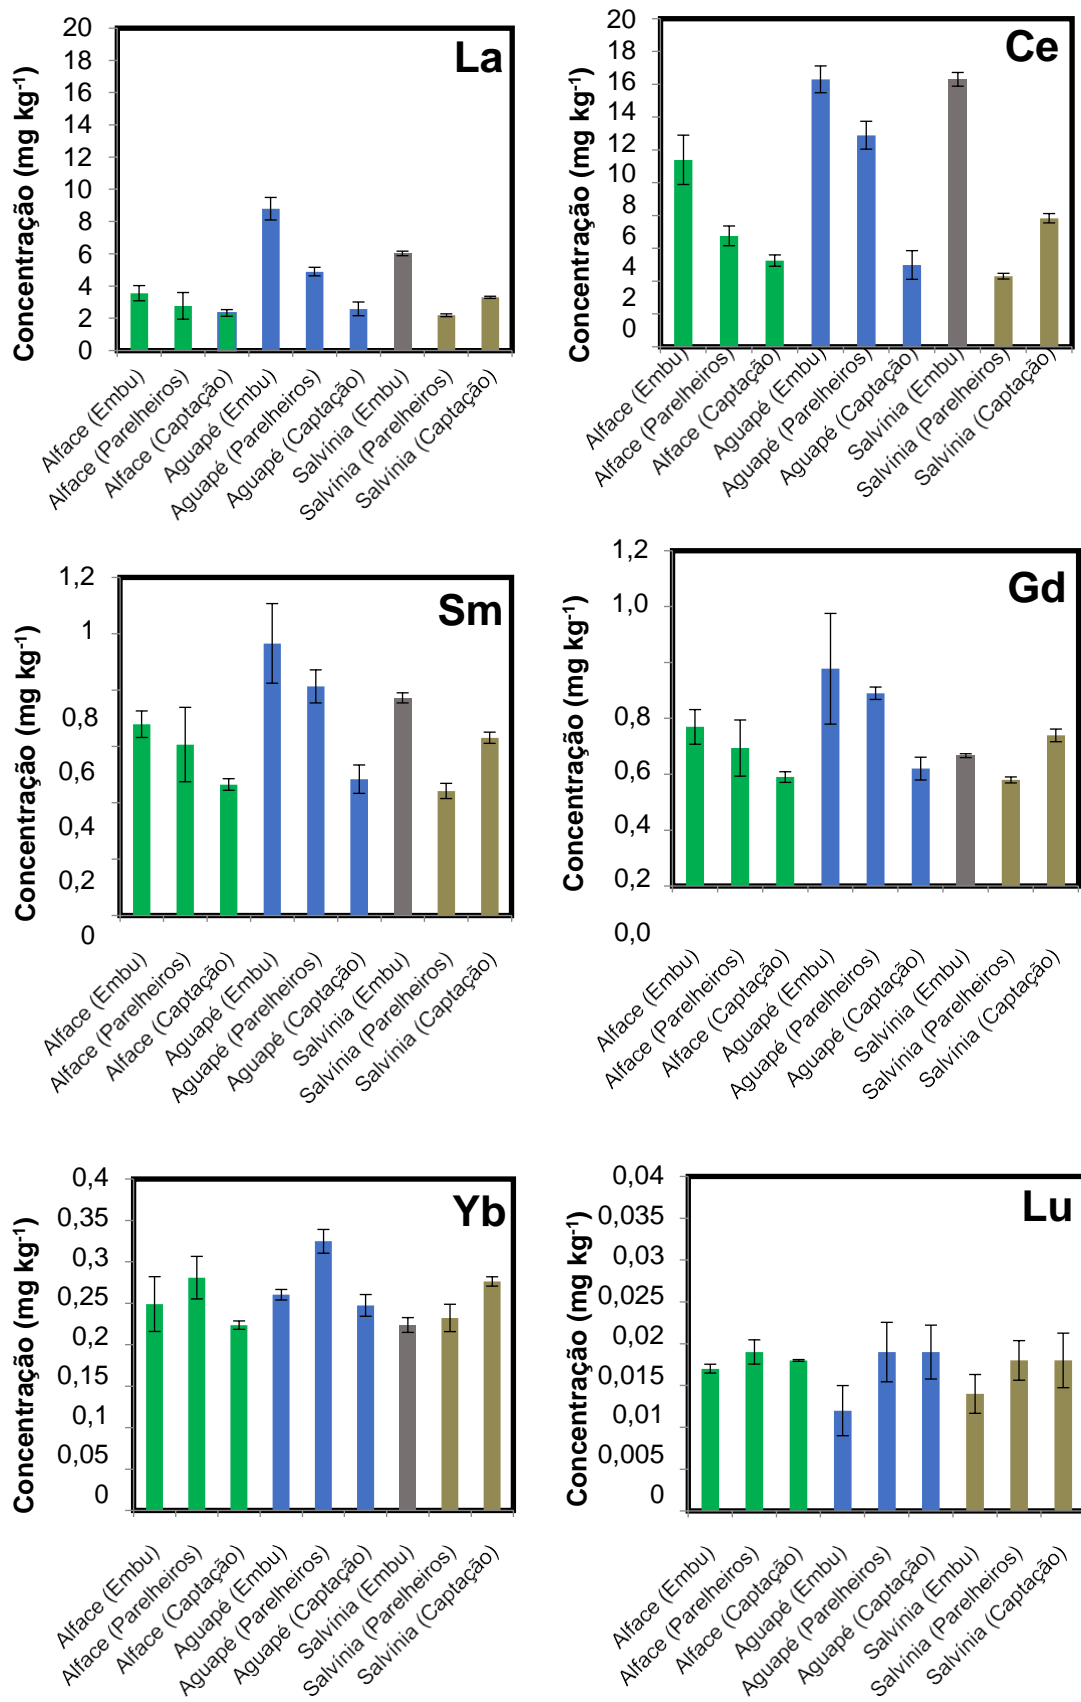 La
Concentração (mg kg-1)
20
18
16
14
12
10
8
6
4
2
0
Alface (Embu)
Alface (Parelheiros)
Alface (Captação)
Aguapé (Embu)
Aguapé (Parelheiros)
Aguapé (Captação)
Salvínia (Embu)
Salvínia (Parelheiros)
Salvínia (Captação)
Ce
Concentração (mg kg-1)
20
18
16
14
12
10
8
6
4
2
0
Alface (Embu)
Alface (Parelheiros)
Alface (Captação)
Aguapé (Embu)
Aguapé (Parelheiros)
Aguapé (Captação)
Salvínia (Embu)
Salvínia (Parelheiros)
Salvínia (Captação)
Sm
Concentração (mg kg-1)
1,2
1
0,8
0,6
0,4
0,2
0
Alface (Embu)
Alface (Parelheiros)
Alface (Captação)
Aguapé (Embu)
Aguapé (Parelheiros)
Aguapé (Captação)
Salvínia (Embu)
Salvínia (Parelheiros)
Salvínia (Captação)
Gd
Concentração (mg kg-1)
1,2
1,0
0,8
0,6
0,4
0,2
0,0
Alface (Embu)
Alface (Parelheiros)
Alface (Captação)
Aguapé (Embu)
Aguapé (Parelheiros)
Aguapé (Captação)
Salvínia (Embu)
Salvínia (Parelheiros)
Salvínia (Captação)
Yb
Concentração (mg kg-1)
0,4
0,35
0,3
0,25
0,2
0,15
0,1
0,05
0
Alface (Embu)
Alface (Parelheiros)
Alface (Captação)
Aguapé (Embu)
Aguapé (Parelheiros)
Aguapé (Captação)
Salvínia (Embu)
Salvínia (Parelheiros)
Salvínia (Captação)
Lu
Concentração (mg kg-1)
0,04
0,035
0,03
0,025
0,02
0,015
0,01
0,005
0
Alface (Embu)
Alface (Parelheiros)
Alface (Captação)
Aguapé (Embu)
Aguapé (Parelheiros)
Aguapé (Captação)
Salvínia (Embu)
Salvínia (Parelheiros)
Salvínia (Captação)